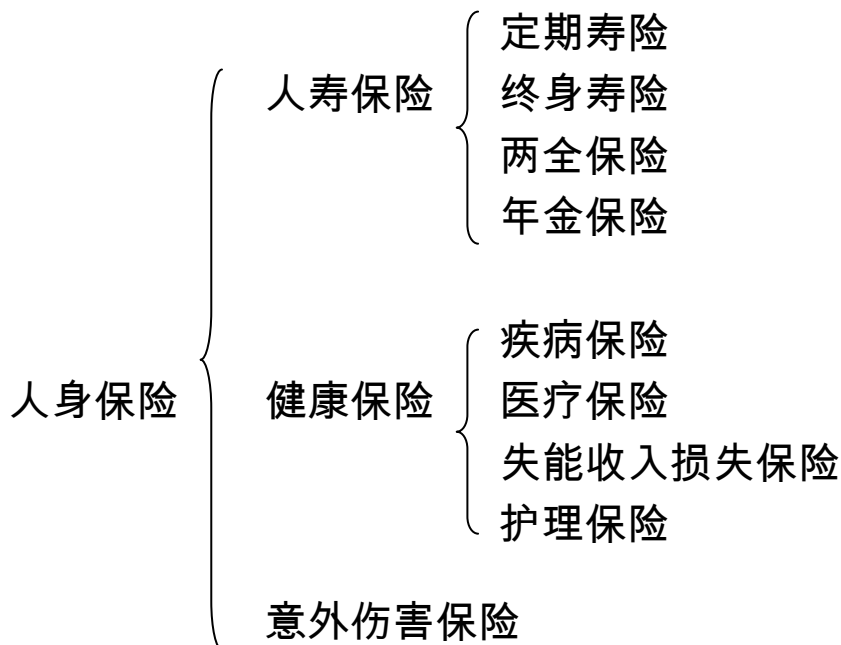 人身保险
人寿保险
定期寿险
终身寿险
两全保险
年金保险
健康保险
疾病保险
医疗保险
失能收入损失保险
护理保险
意外伤害保险